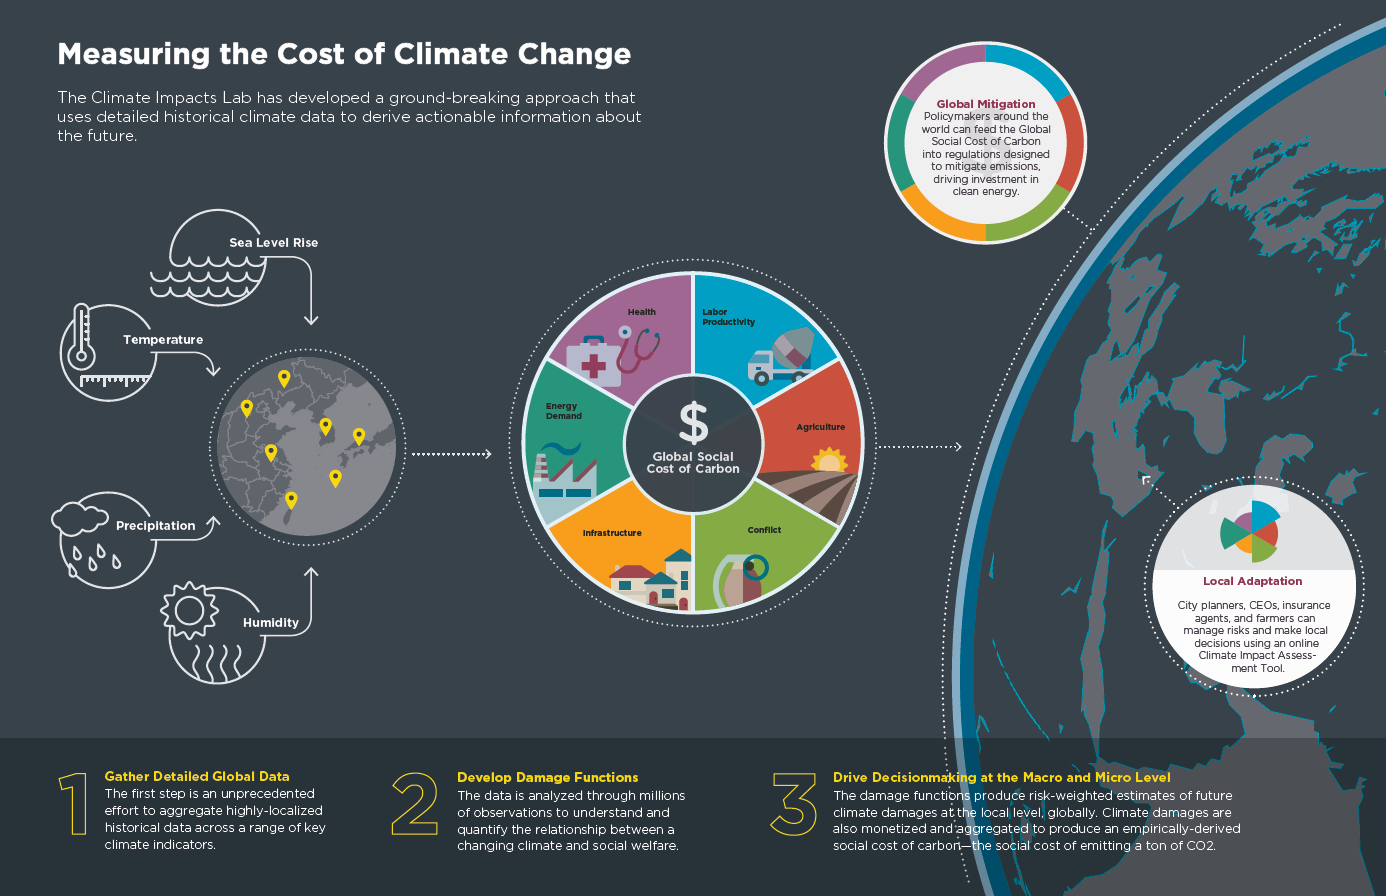 Measuring the Cost of Climate Change
The Climate Impacts Lab has developed a ground-breaking approach that
uses detailed historical climate data to derive actionable information about
the future.
Global Mitigation
Policymakers around the
world can feed the Global
Social Cost of Carbon
into regulations designed
to mitigate emissions,
driving investment in
clean energy.
Sea Level Rise
Temperature
Precipitation
Humidity
Health
Labor
Productivity
Energy
Demand
Agriculture
$
Global Social
Cost of Carbon
Infrastructure
Conflict
Local Adaptation
City planners, CEOs, insurance
agents, and farmers can
manage risks and make local
decisions using an online
Climate Impact Assess-
ment Tool.
1
Gather Detailed Global Data
The first step is an unprecedented
effort to aggregate highly-localized
historical data across a range of key
climate indicators.
2
Develop Damage Functions
The data is analyzed through millions
of observations to understand and
quantify the relationship between a
changing climate and social welfare.
3
Drive Decisionmaking at the Macro and Micro Level
The damage functions produce risk-weighted estimates of future
climate damages at the local level, globally. Climate damages are
also monetized and aggregated to produce an empirically-derived
social cost of carbon—the social cost of emitting a ton of CO2.